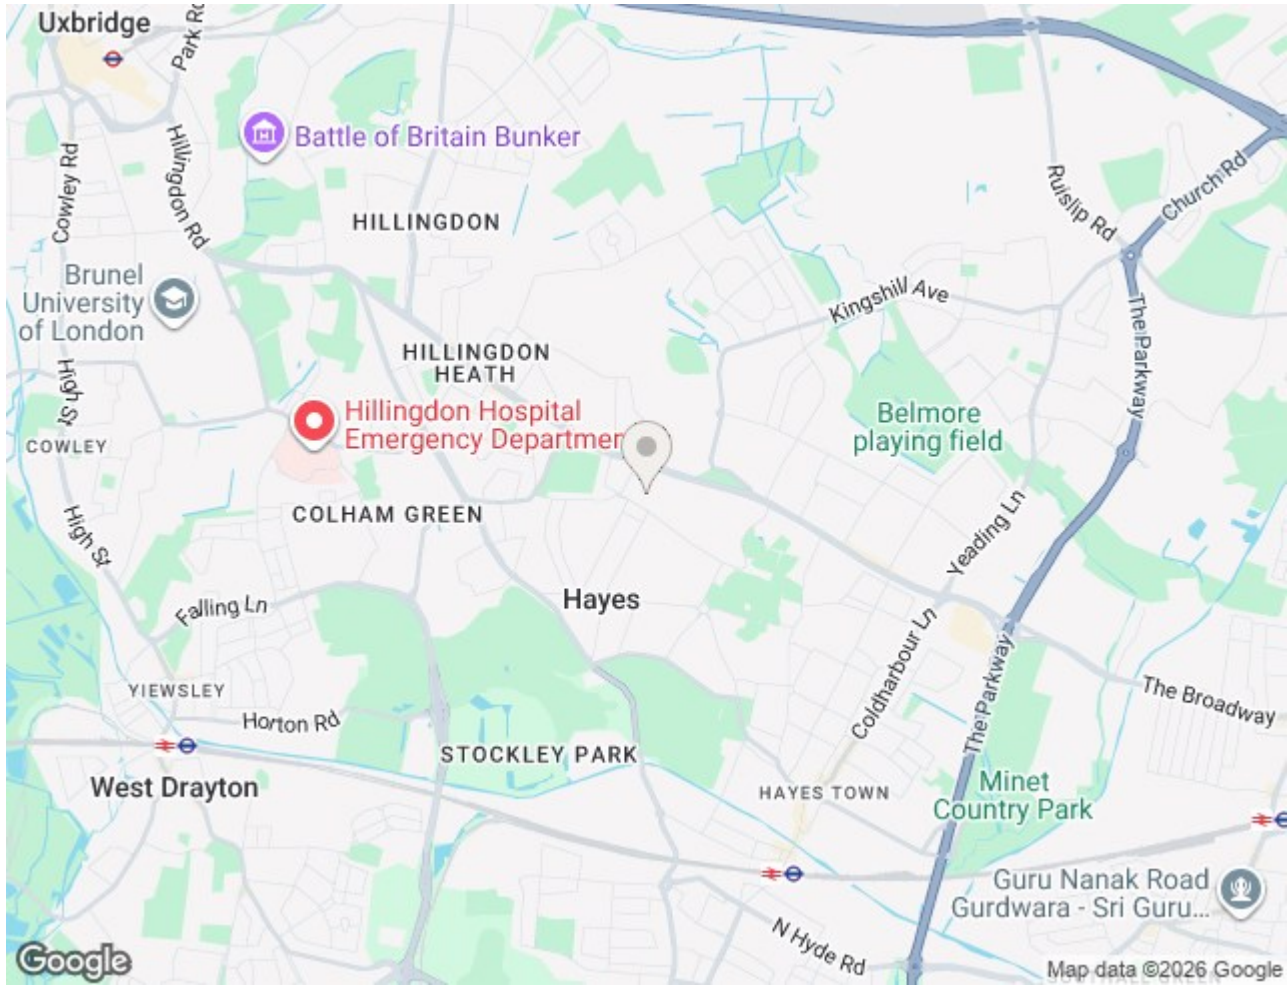 Uxbridge
Park Rd
Battle of Britain Bunker
Hillingdon Rd
Cowley Rd
HILLINGDON
Ruislip Rd
Church Rd
Brunel
University
of London
Kingshill Ave
The Parkway
HILLINGDON
HEATH
High St
Hillingdon Hospital
Emergency Departmen
Belmore
playing field
COWLEY
COLHAM GREEN
High St
Yeading Ln
Falling Ln
Hayes
Coldharbour Ln
The Parkway
The Broadway
YIEWSLEY
Horton Rd
STOCKLEY PARK
West Drayton
HAYES TOWN
Minet
Country Park
Guru Nanak Road
Gurdwara - Sri Guru...
N Hyde Rd
Google
Map data ©2026 Google